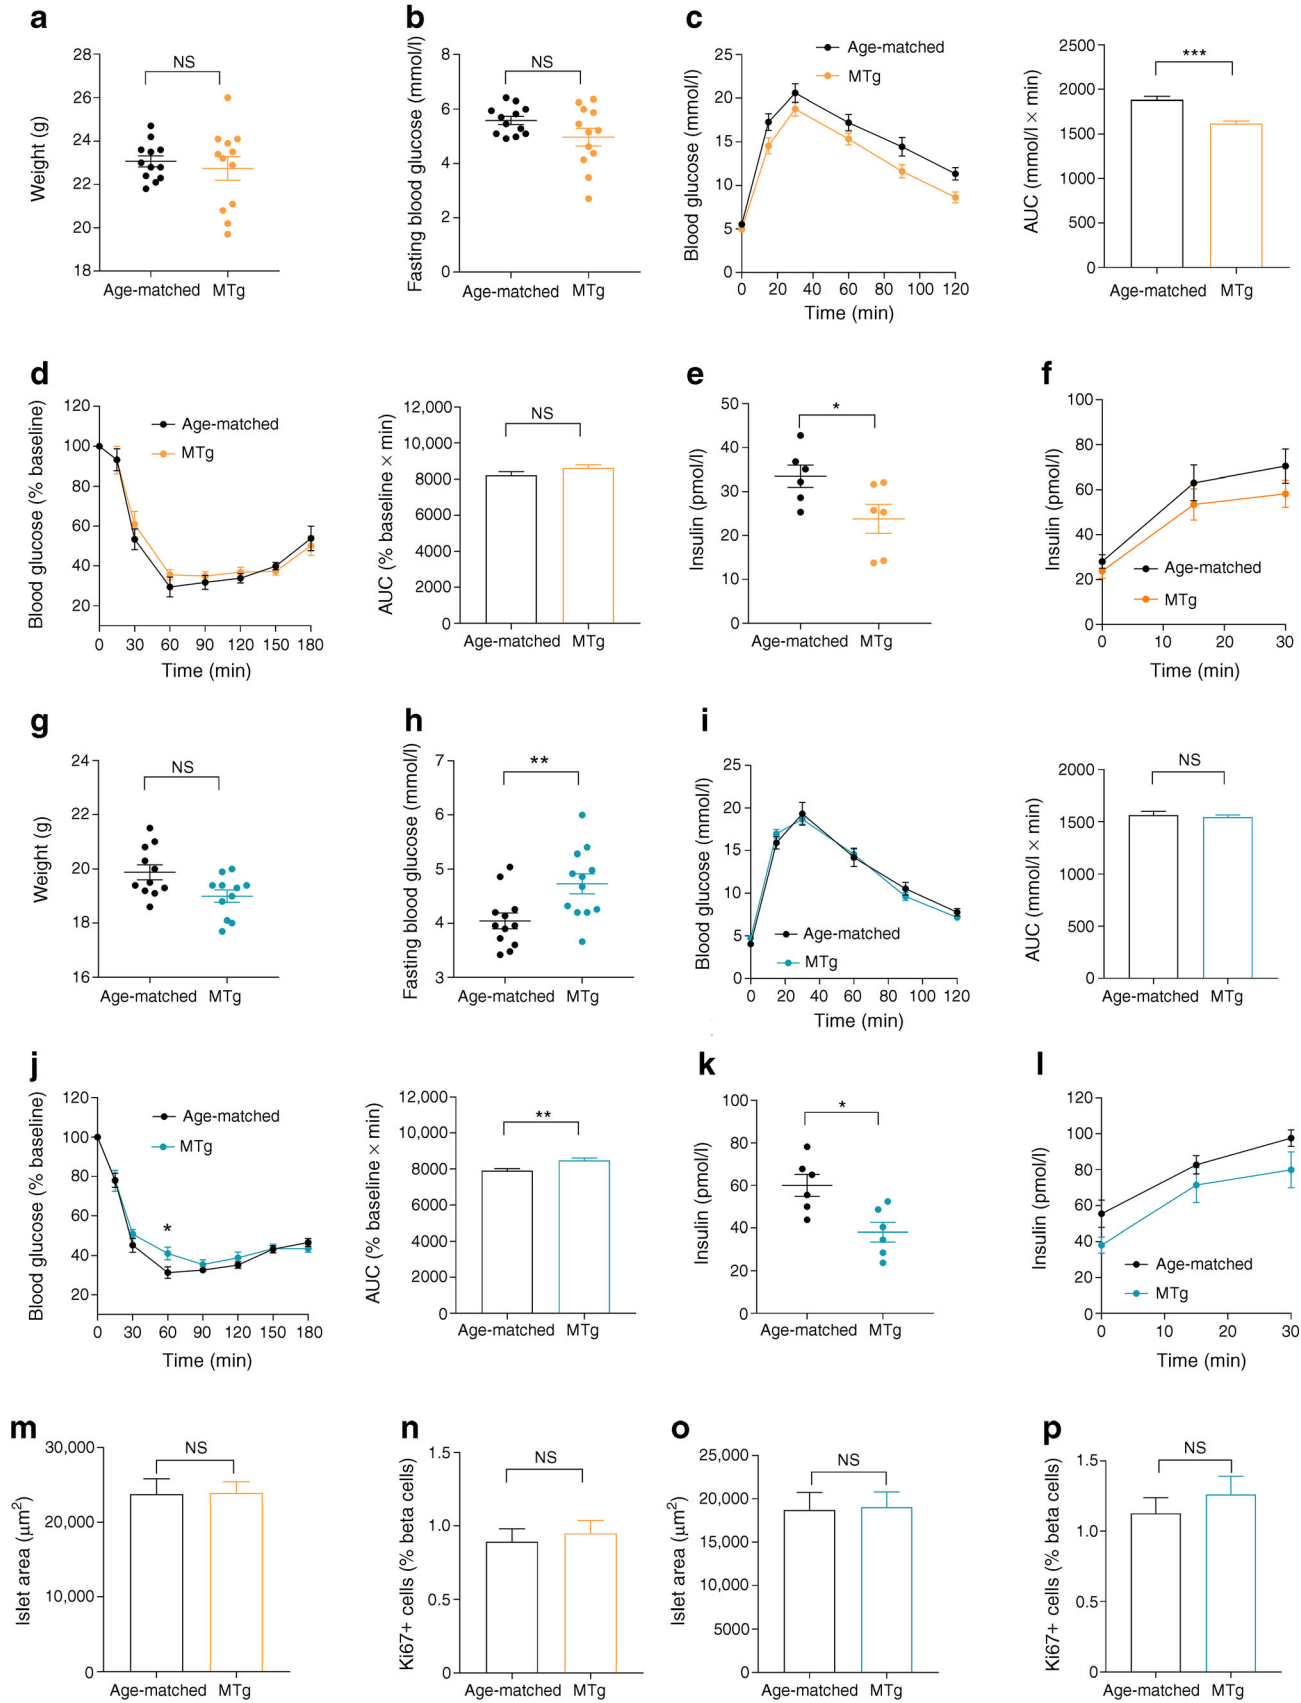 a
Weight (g)
28
26
24
22
20
18
NS
Age-matched
MTg
b
Fasting blood glucose (mmol/l)
8
6
4
2
0
NS
Age-matched
MTg
c
Blood glucose (mmol/l)
25
20
15
10
5
0
Age-matched
MTg
0 20 40 60 80 100 120
Time (min)
AUC (mmol/l × min)
2500
2000
1500
1000
500
0
***
Age-matched
MTg
d
Blood glucose (% baseline)
120
100
80
60
40
20
Age-matched
MTg
0 30 60 90 120 150 180
Time (min)
AUC (% baseline × min)
12,000
10,000
8000
6000
4000
2000
0
NS
Age-matched
MTg
e
Insulin (pmol/l)
50
40
30
20
10
0
*
Age-matched
MTg
f
Insulin (pmol/l)
100
80
60
40
20
0
Age-matched
MTg
0 10 20 30
Time (min)
g
Weight (g)
24
22
20
18
16
NS
Age-matched
MTg
h
Fasting blood glucose (mmol/l)
7
6
5
4
3
**
Age-matched
MTg
i
Blood glucose (mmol/l)
25
20
15
10
5
0
Age-matched
MTg
0 20 40 60 80 100 120
Time (min)
AUC (mmol/l × min)
2000
1500
1000
500
0
NS
Age-matched
MTg
j
Blood glucose (% baseline)
120
100
80
60
40
20
Age-matched
MTg
*
0 30 60 90 120 150 180
Time (min)
AUC (% baseline × min)
12,000
10,000
8000
6000
4000
2000
0
**
Age-matched
MTg
k
Insulin (pmol/l)
100
80
60
40
20
0
*
Age-matched
MTg
l
Insulin (pmol/l)
120
100
80
60
40
20
0
Age-matched
MTg
0 10 20 30
Time (min)
m
Islet area (μm²)
30,000
20,000
10,000
0
NS
Age-matched
MTg
n
Ki67+ cells (% beta cells)
1.5
1.0
0.5
0
NS
Age-matched
MTg
o
Islet area (μm²)
25,000
20,000
15,000
10,000
5000
0
NS
Age-matched
MTg
p
Ki67+ cells (% beta cells)
1.5
1.0
0.5
0
NS
Age-matched
MTg